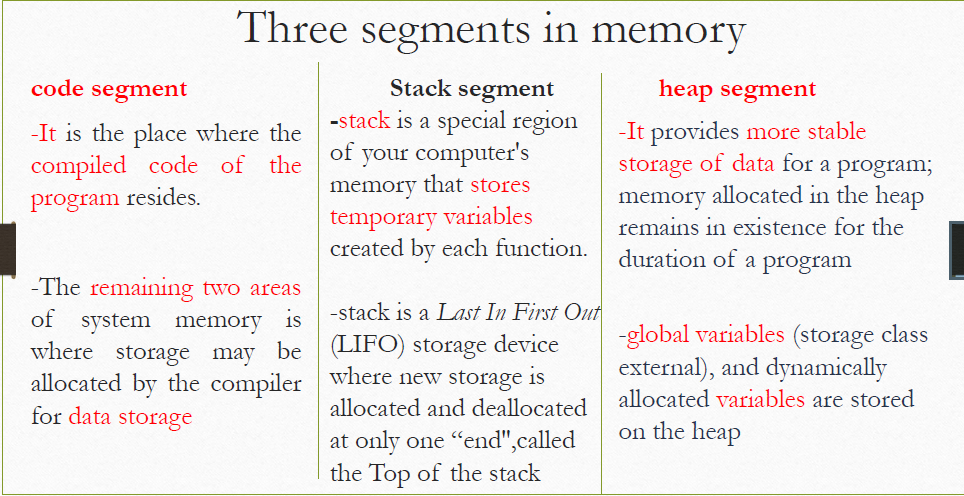 Three segments in memory
code segment
-It is the place where the
compiled code of the
program resides.
-The remaining two areas
of system memory is
where storage may be
allocated by the compiler
for data storage
Stack segment
-stack is a special region
of your computer's
memory that stores
temporary variables
created by each function.
-stack is a Last In First Out
(LIFO) storage device
where new storage is
allocated and deallocated
at only one “end",called
the Top of the stack
heap segment
-It provides more stable
storage of data for a program;
memory allocated in the heap
remains in existence for the
duration of a program
-global variables (storage class
external), and dynamically
allocated variables are stored
on the heap